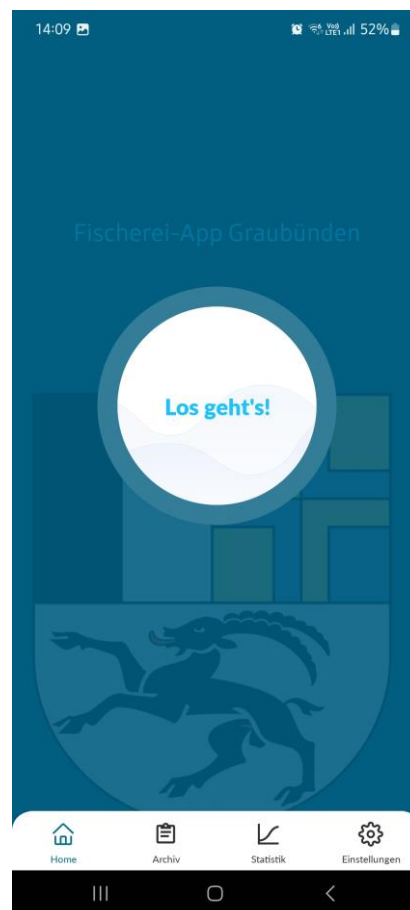 14:09 52%
Fischerei-App Graubünden
Los geht's!
Home Archiv Statistik Einstellungen